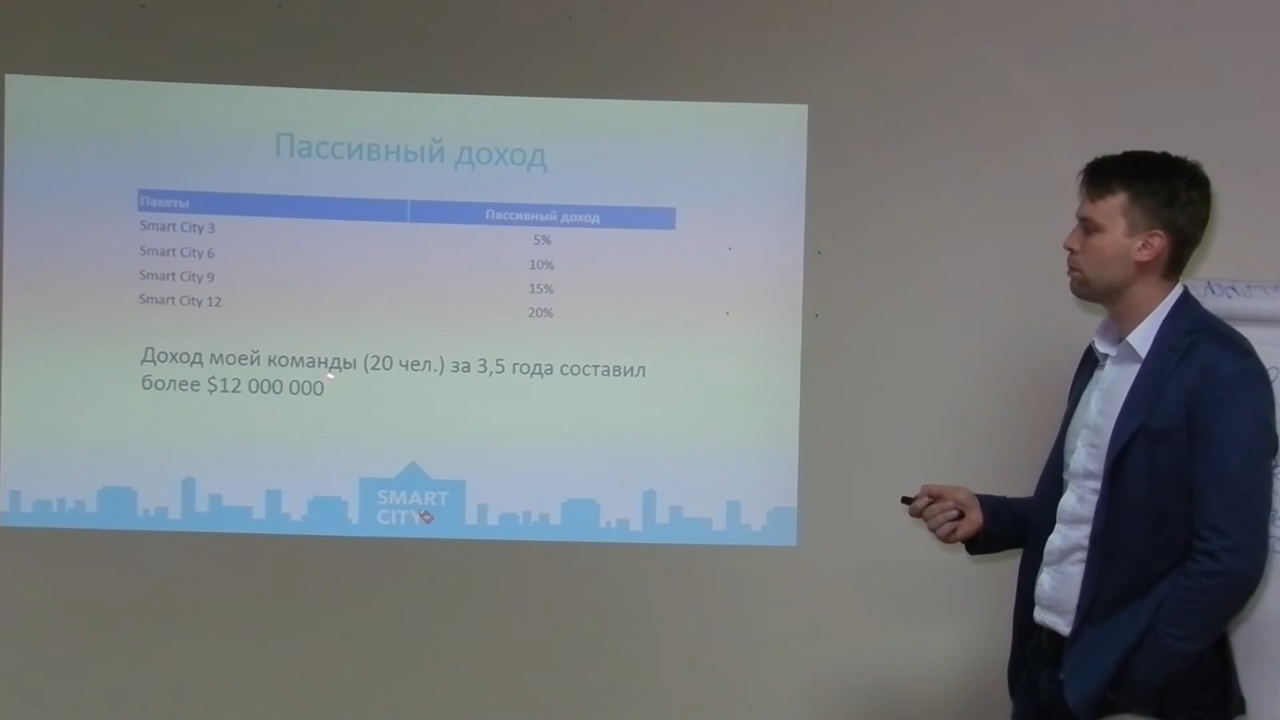 Пассивный доход
Пакеты
Пассивный доход
Smart City 3
5%
Smart City 6
10%
Smart City 9
15%
Smart City 12
20%
Доход моей команды (20 чел.) за 3,5 года составил
более $12 000 000
SMART
CITY